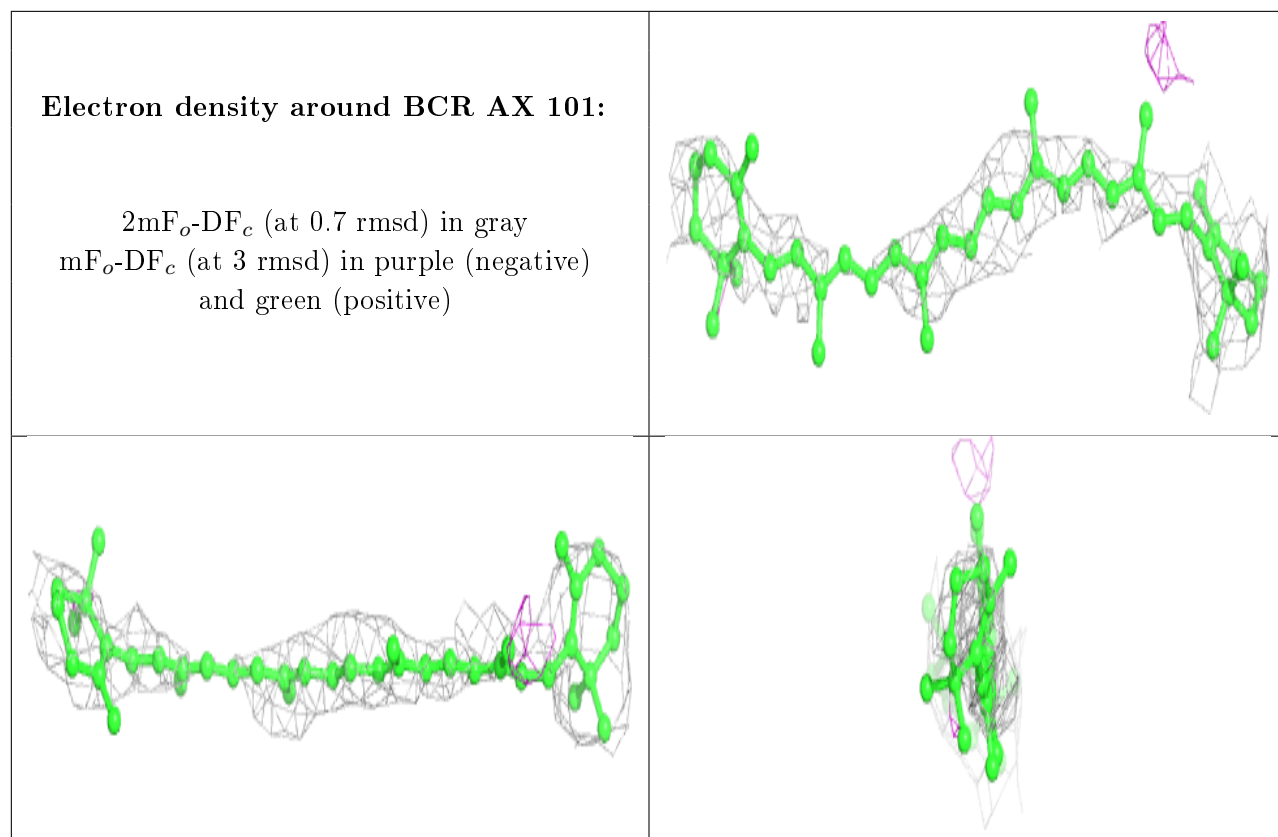 Electron density around BCR AX 101:
2mFₒ-DF𝒸 (at 0.7 rmsd) in gray
mFₒ-DF𝒸 (at 3 rmsd) in purple (negative)
and green (positive)